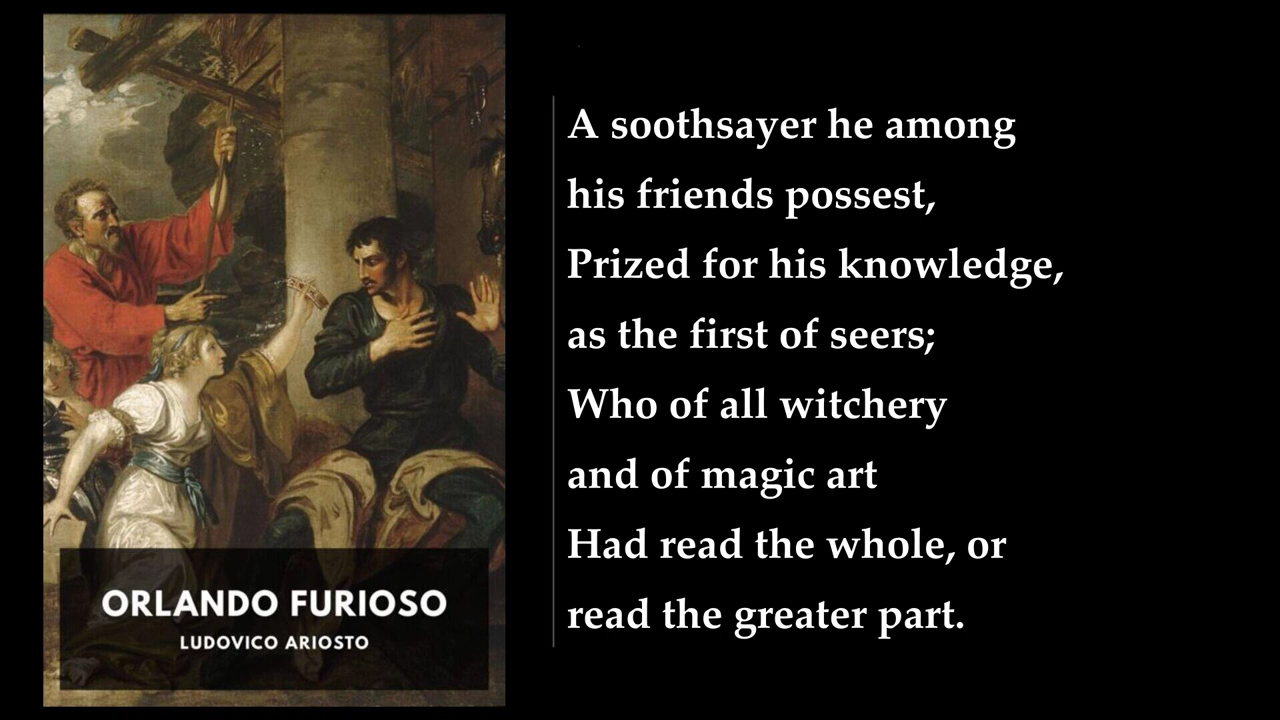 ORLANDO FURIOSO
LUDOVICO ARIOSTO
A soothsayer he among
his friends possest,
Prized for his knowledge,
as the first of seers;
Who of all witchery
and of magic art
Had read the whole, or
read the greater part.